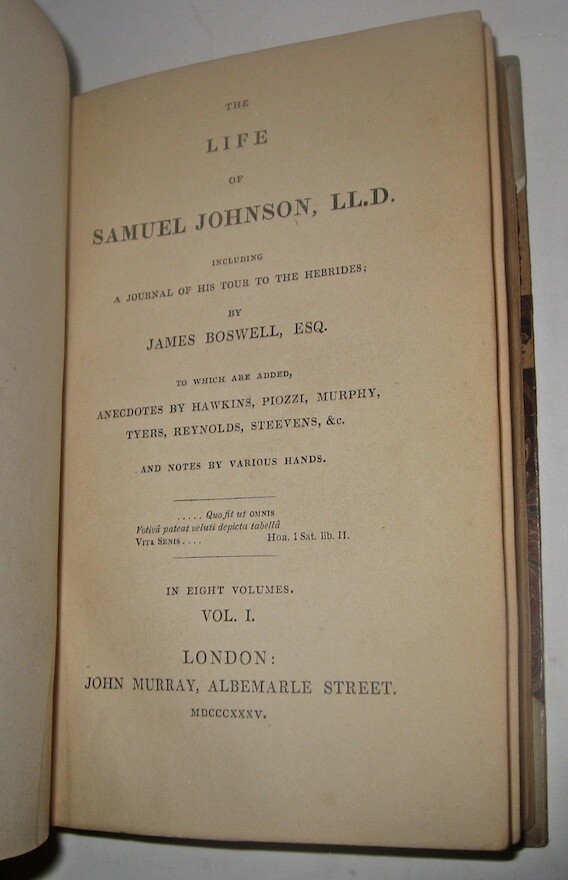 THE
LIFE
OF
SAMUEL JOHNSON, LL.D.
INCLUDING
A JOURNAL OF HIS TOUR TO THE HEBRIDES;
BY
JAMES BOSWELL, ESQ.
TO WHICH ARE ADDED,
ANECDOTES BY HAWKINS, PIOZZI, MURPHY,
TYERS, REYNOLDS, STEEVENS, &c.
AND NOTES BY VARIOUS HANDS.
..... Quo fit ut OMNIS
Votivâ pateat veluti depicta tabellâ
VITA SENIS.... HOR. 1 Sat. lib. II.
IN EIGHT VOLUMES.
VOL. I.
LONDON:
JOHN MURRAY, ALBEMARLE STREET.
MDCCCXXXV.